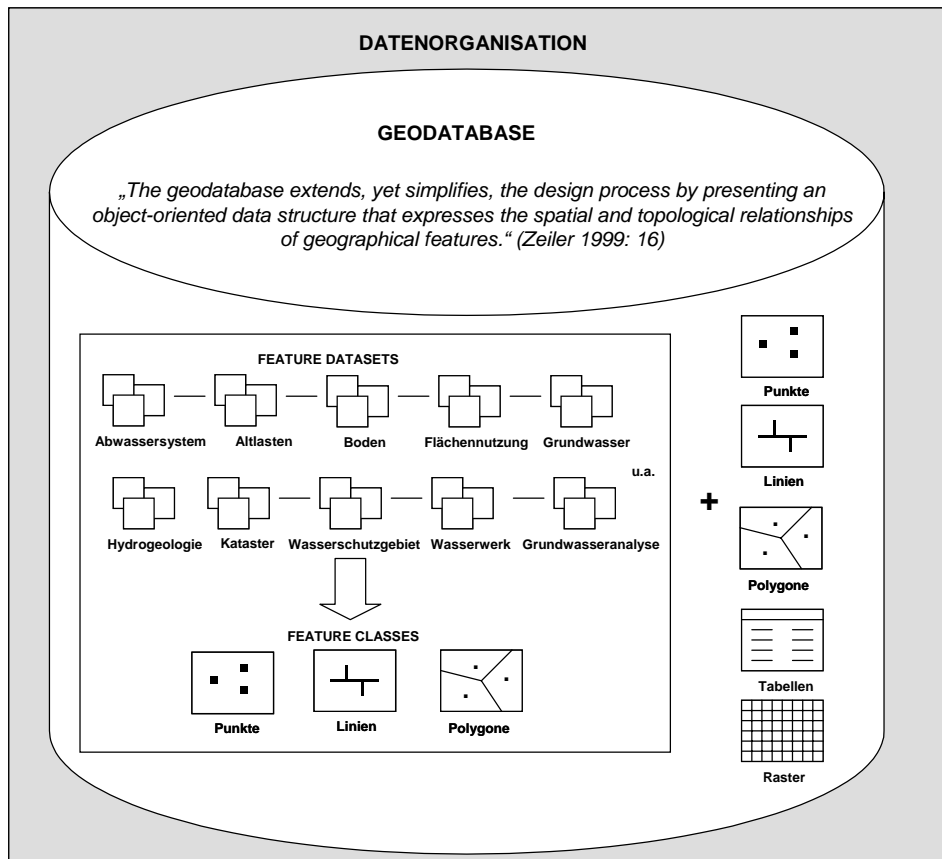 DATENORGANISATION
GEODATABASE
„The geodatabase extends, yet simplifies, the design process by presenting an
object-oriented data structure that expresses the spatial and topological relationships
of geographical features.“ (Zeiler 1999: 16)
FEATURE DATASETS
Abwassersystem Altlasten Boden Flächennutzung Grundwasser
u.a.
Hydrogeologie Kataster Wasserschutzgebiet Wasserwerk Grundwasseranalyse
FEATURE CLASSES
Punkte Linien Polygone
+
Punkte
Linien
Polygone
Tabellen
Raster